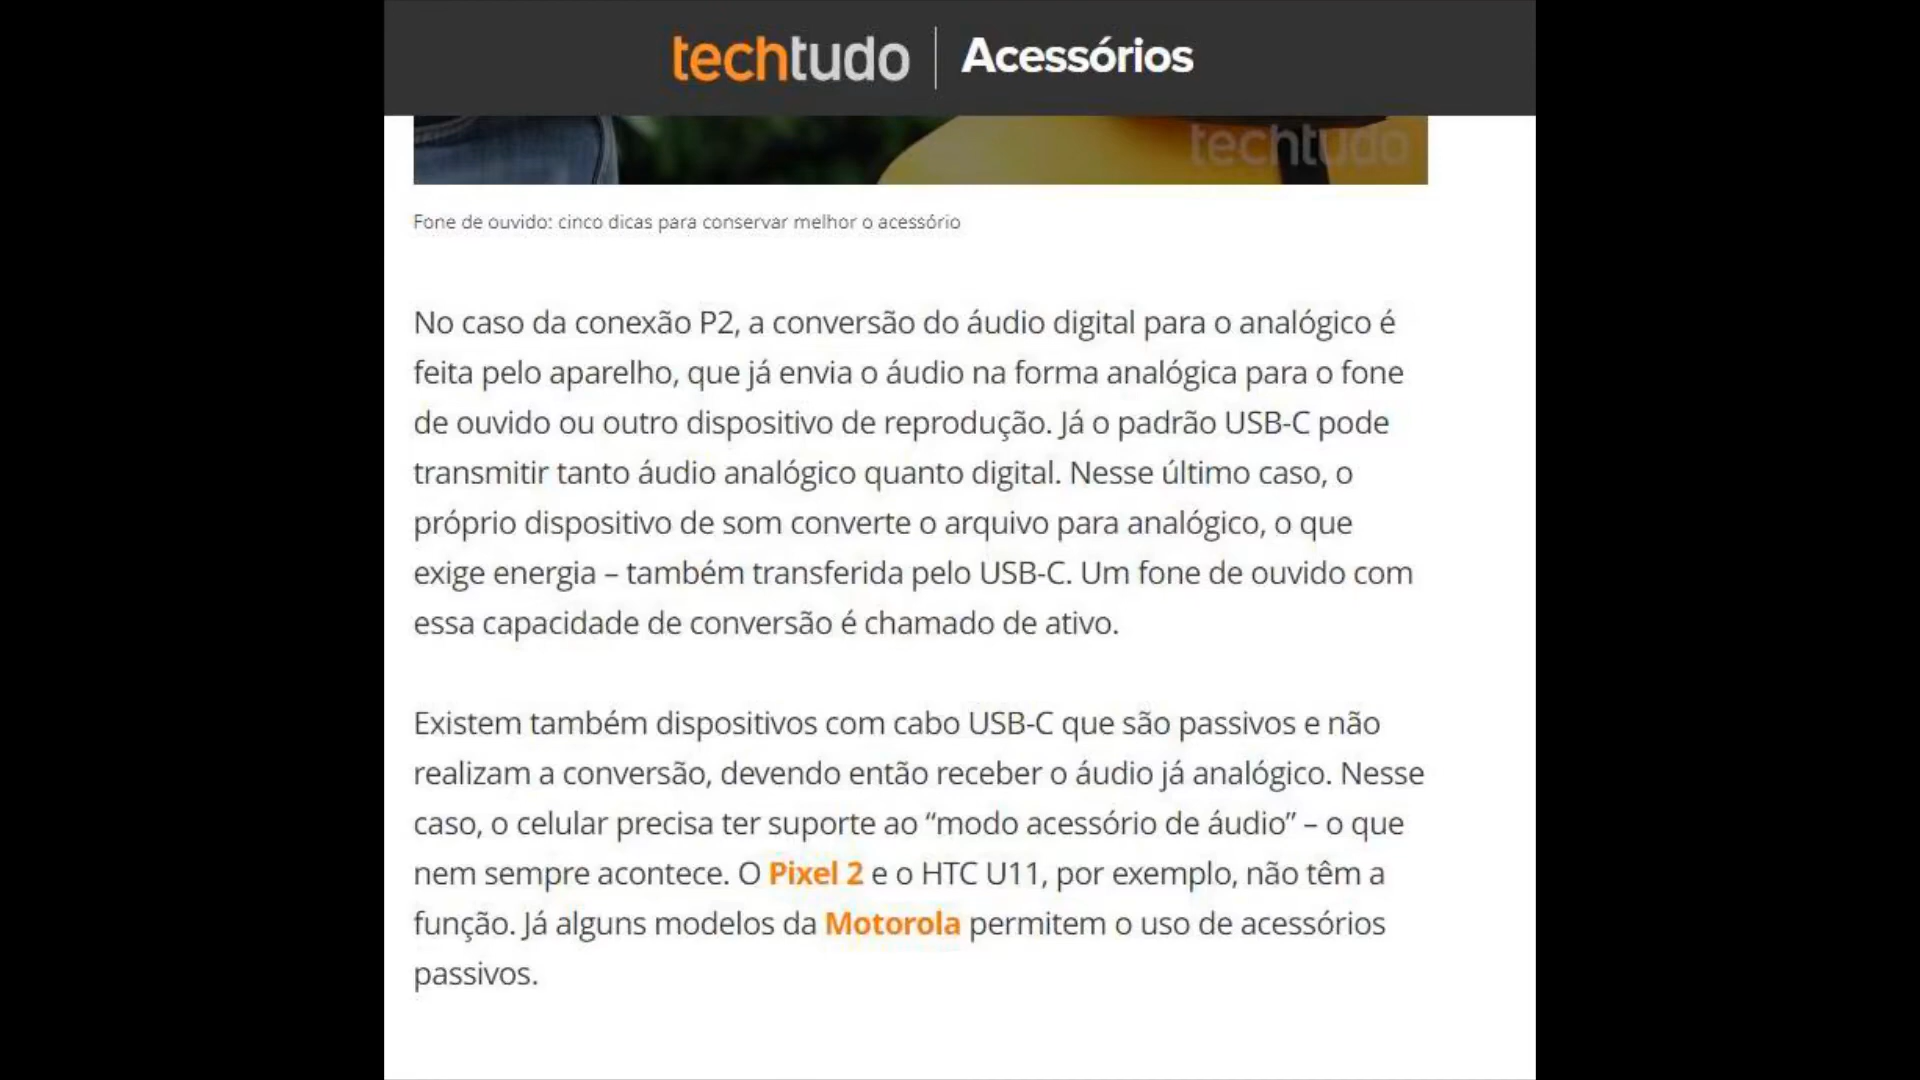 techtudo | Acessórios
techtudo
Fone de ouvido: cinco dicas para conservar melhor o acessório
No caso da conexão P2, a conversão do áudio digital para o analógico é
feita pelo aparelho, que já envia o áudio na forma analógica para o fone
de ouvido ou outro dispositivo de reprodução. Já o padrão USB-C pode
transmitir tanto áudio analógico quanto digital. Nesse último caso, o
próprio dispositivo de som converte o arquivo para analógico, o que
exige energia – também transferida pelo USB-C. Um fone de ouvido com
essa capacidade de conversão é chamado de ativo.
Existem também dispositivos com cabo USB-C que são passivos e não
realizam a conversão, devendo então receber o áudio já analógico. Nesse
caso, o celular precisa ter suporte ao “modo acessório de áudio” – o que
nem sempre acontece. O Pixel 2 e o HTC U11, por exemplo, não têm a
função. Já alguns modelos da Motorola permitem o uso de acessórios
passivos.